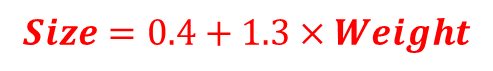 Size = 0.4 + 1.3 × Weight